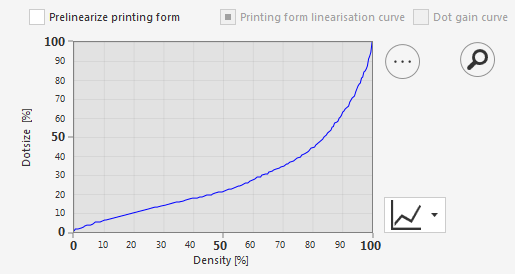 Prelinearize printing form
Printing form linearisation curve
Dot gain curve
100
90
80
70
60
50
40
30
20
10
0
Dotsize [%]
0 10 20 30 40 50 60 70 80 90 100
Density [%]